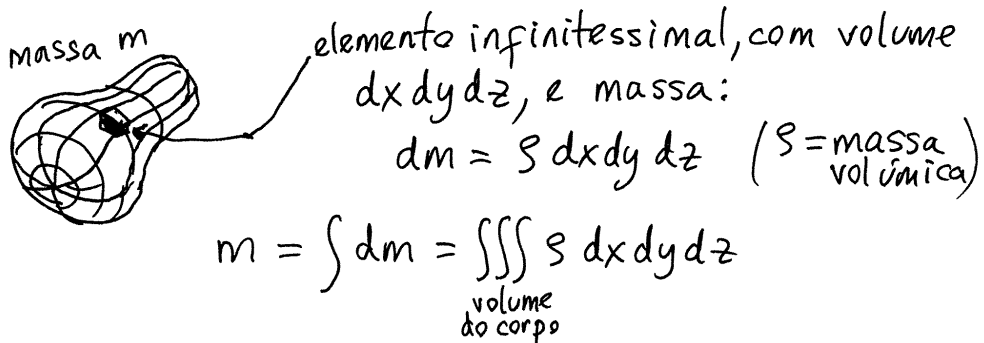 massa m
elemento infinitessimal, com volume
dx dy dz, e massa:
dm = ρ dx dy dz (ρ = massa
volúmica)
m = ∫ dm = ∭ ρ dx dy dz
volume
do corpo